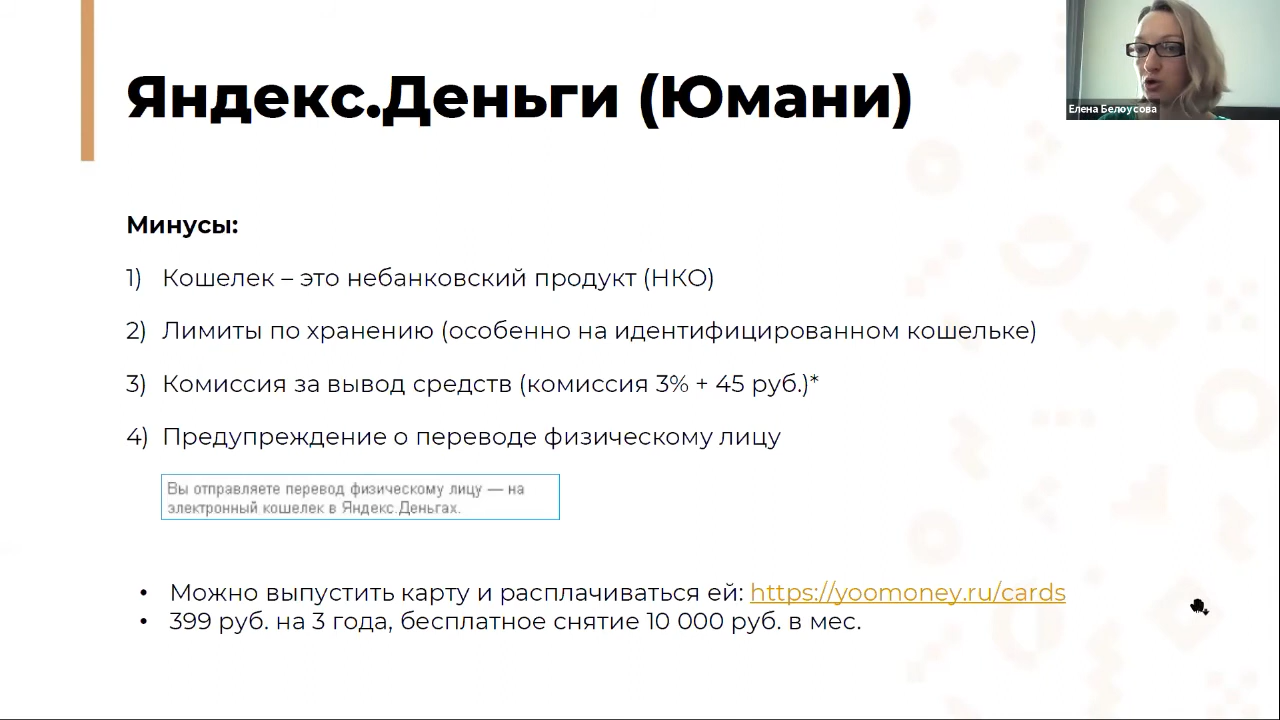 Яндекс.Деньги (Юмани)
Елена Белоусова
Минусы:
1) Кошелек – это небанковский продукт (НКО)
2) Лимиты по хранению (особенно на идентифицированном кошельке)
3) Комиссия за вывод средств (комиссия 3% + 45 руб.)*
4) Предупреждение о переводе физическому лицу
Вы отправляете перевод физическому лицу — на
электронный кошелек в Яндекс.Деньгах.
• Можно выпустить карту и расплачиваться ей: https://yoomoney.ru/cards
• 399 руб. на 3 года, бесплатное снятие 10 000 руб. в мес.